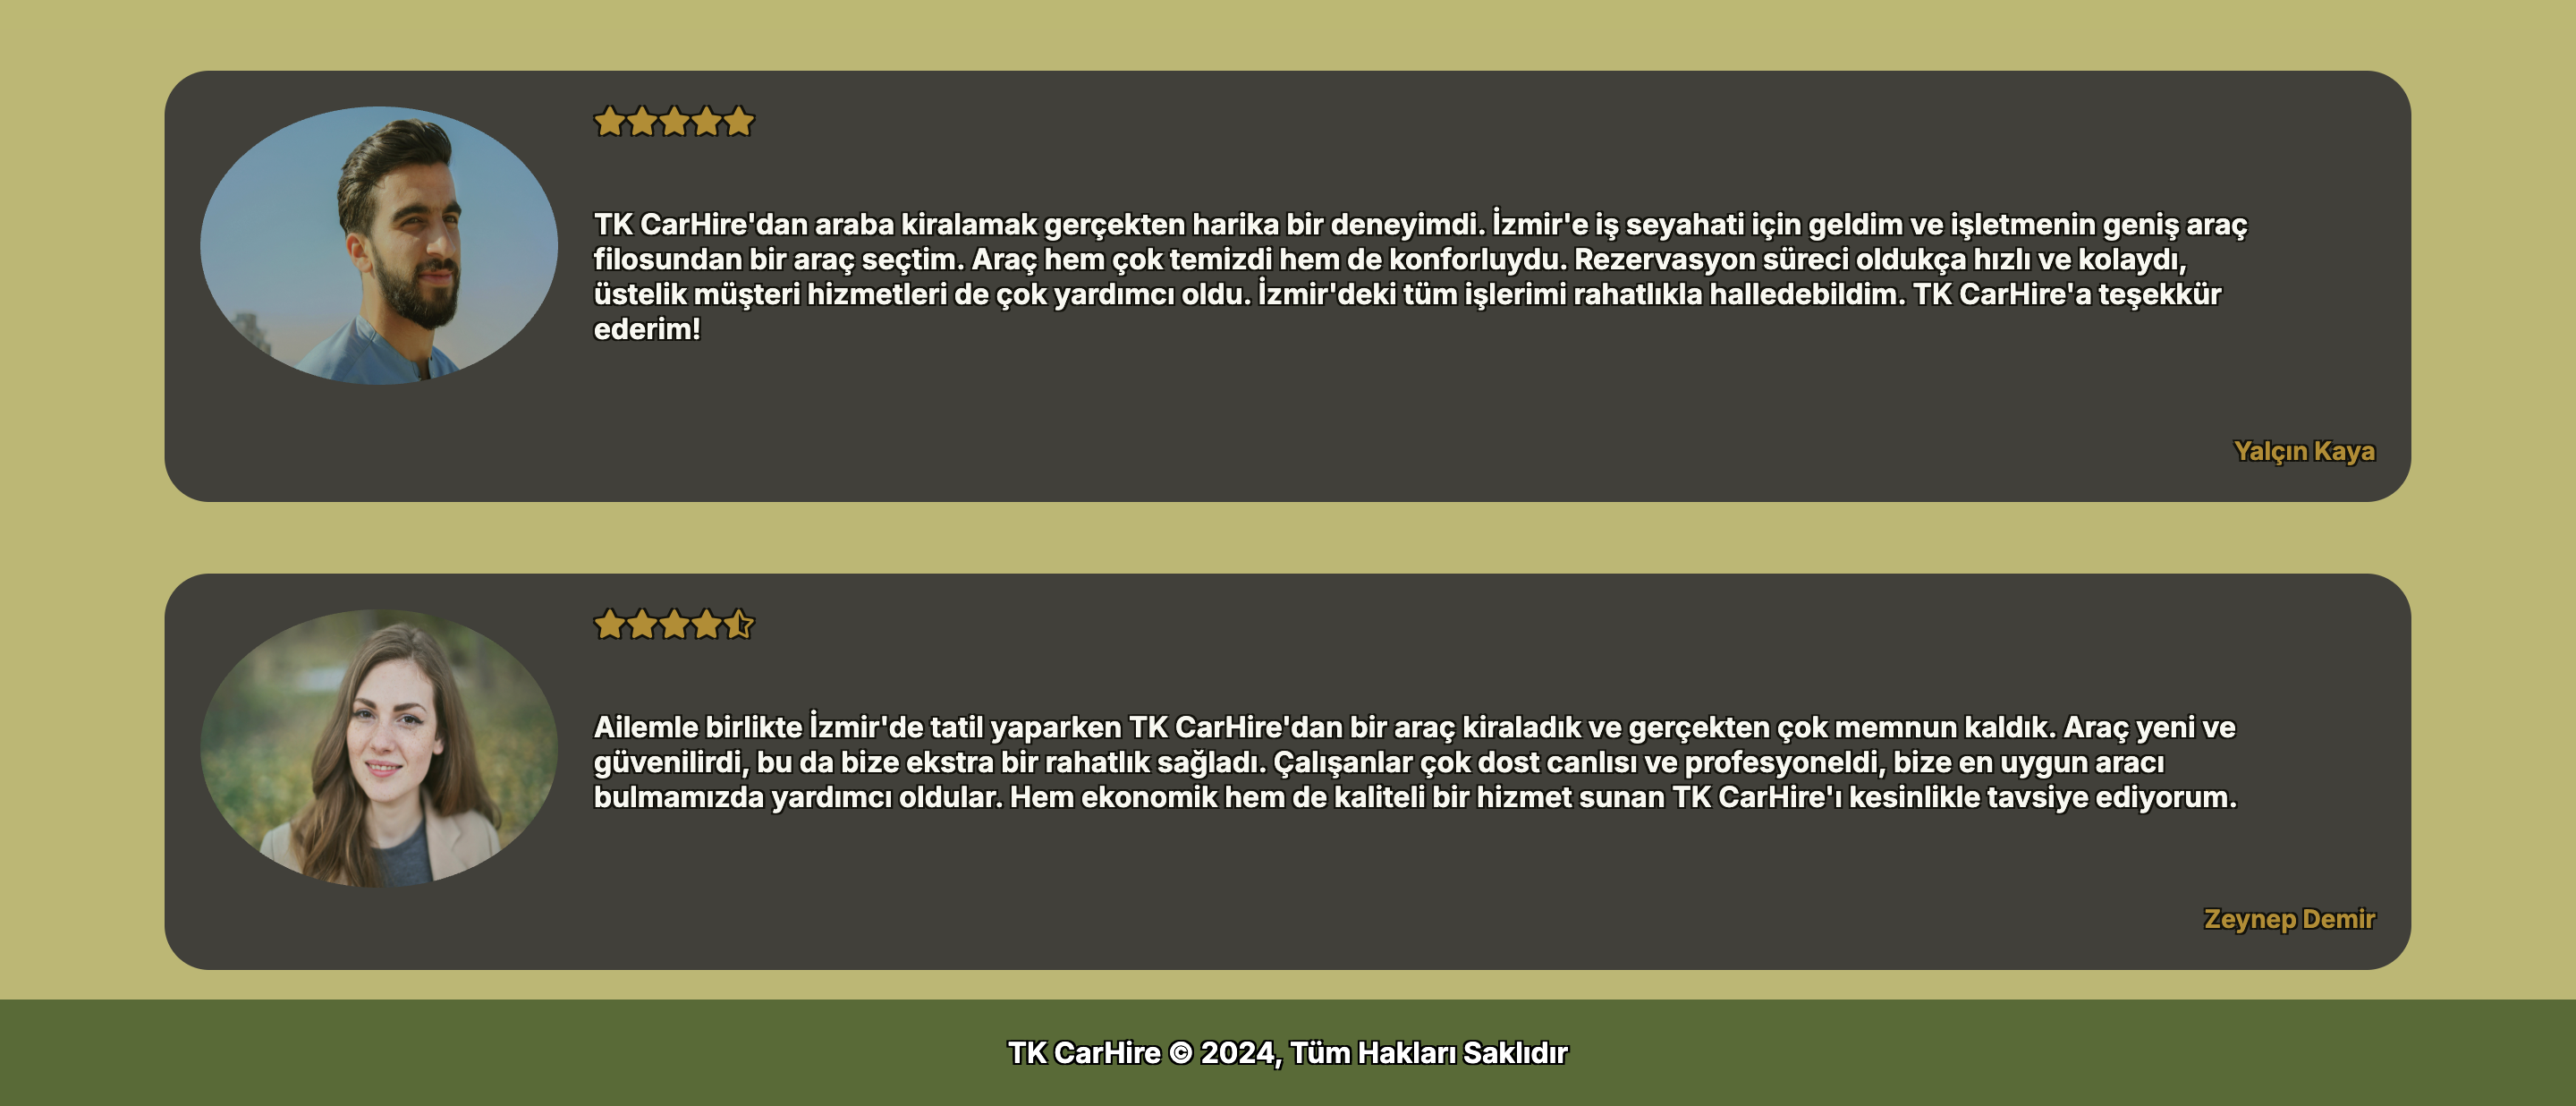 TK CarHire'dan araba kiralamak gerçekten harika bir deneyimdi. İzmir'e iş seyahati için geldim ve işletmenin geniş araç
filosundan bir araç seçtim. Araç hem çok temizdi hem de konforluydu. Rezervasyon süreci oldukça hızlı ve kolaydı,
üstelik müşteri hizmetleri de çok yardımcı oldu. İzmir'deki tüm işlerimi rahatlıkla halledebildim. TK CarHire'a teşekkür
ederim!
Yalçın Kaya
Ailemle birlikte İzmir'de tatil yaparken TK CarHire'dan bir araç kiraladık ve gerçekten çok memnun kaldık. Araç yeni ve
güvenilirdi, bu da bize ekstra bir rahatlık sağladı. Çalışanlar çok dost canlısı ve profesyoneldi, bize en uygun aracı
bulmamızda yardımcı oldular. Hem ekonomik hem de kaliteli bir hizmet sunan TK CarHire'ı kesinlikle tavsiye ediyorum.
Zeynep Demir
TK CarHire © 2024, Tüm Hakları Saklıdır